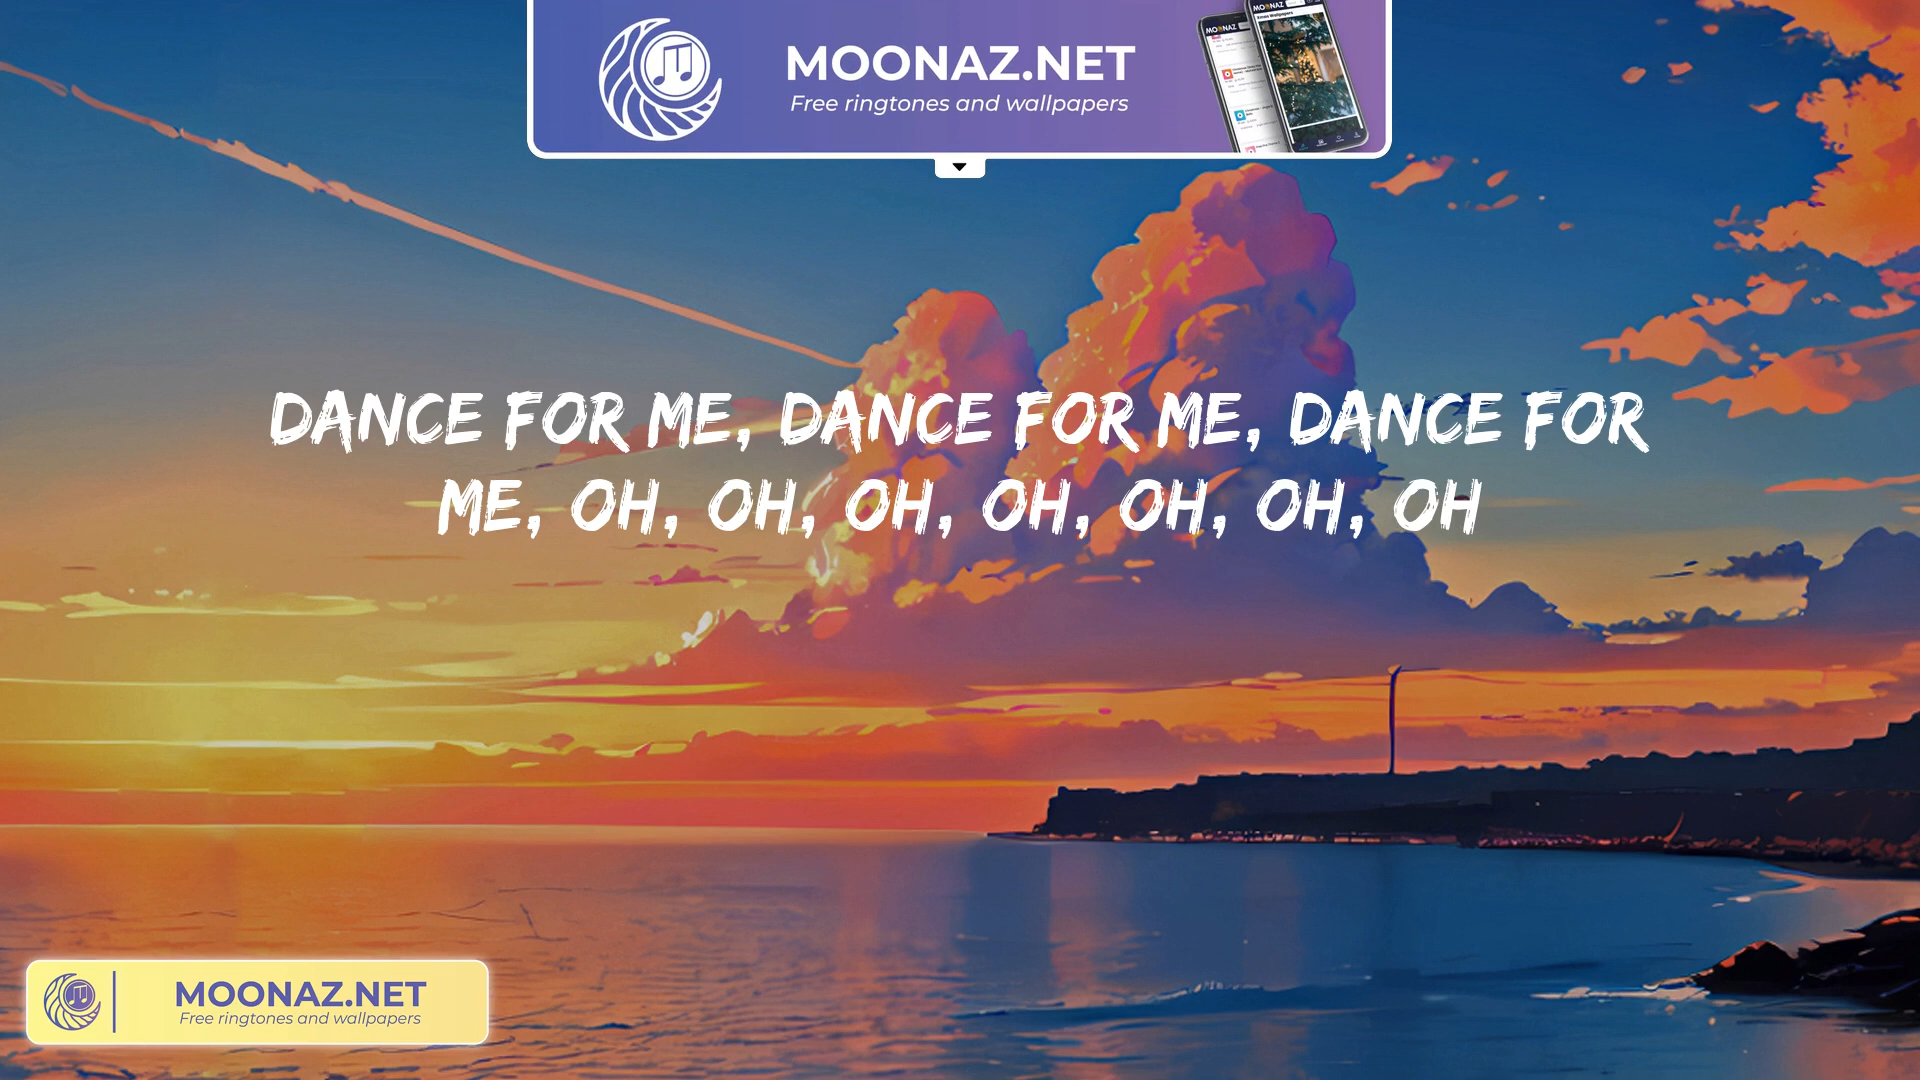 MOONAZ.NET
Free ringtones and wallpapers
DANCE FOR ME, DANCE FOR ME, DANCE FOR
ME, OH, OH, OH, OH, OH, OH, OH
MOONAZ.NET
Free ringtones and wallpapers